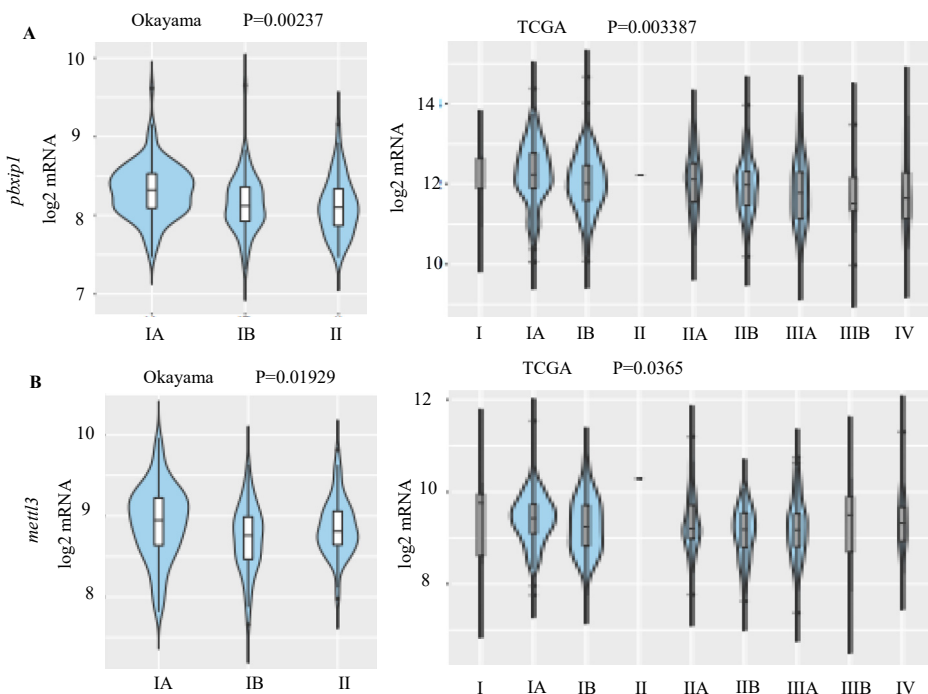 A
Okayama P=0.00237
TCGA P=0.003387
pbxip1
log2 mRNA
10
9
8
7
IA IB II
log2 mRNA
14
12
10
I IA IB II IIA IIB IIIA IIIB IV
B
Okayama P=0.01929
TCGA P=0.0365
mettl3
log2 mRNA
10
9
8
IA IB II
log2 mRNA
12
10
8
I IA IB II IIA IIB IIIA IIIB IV